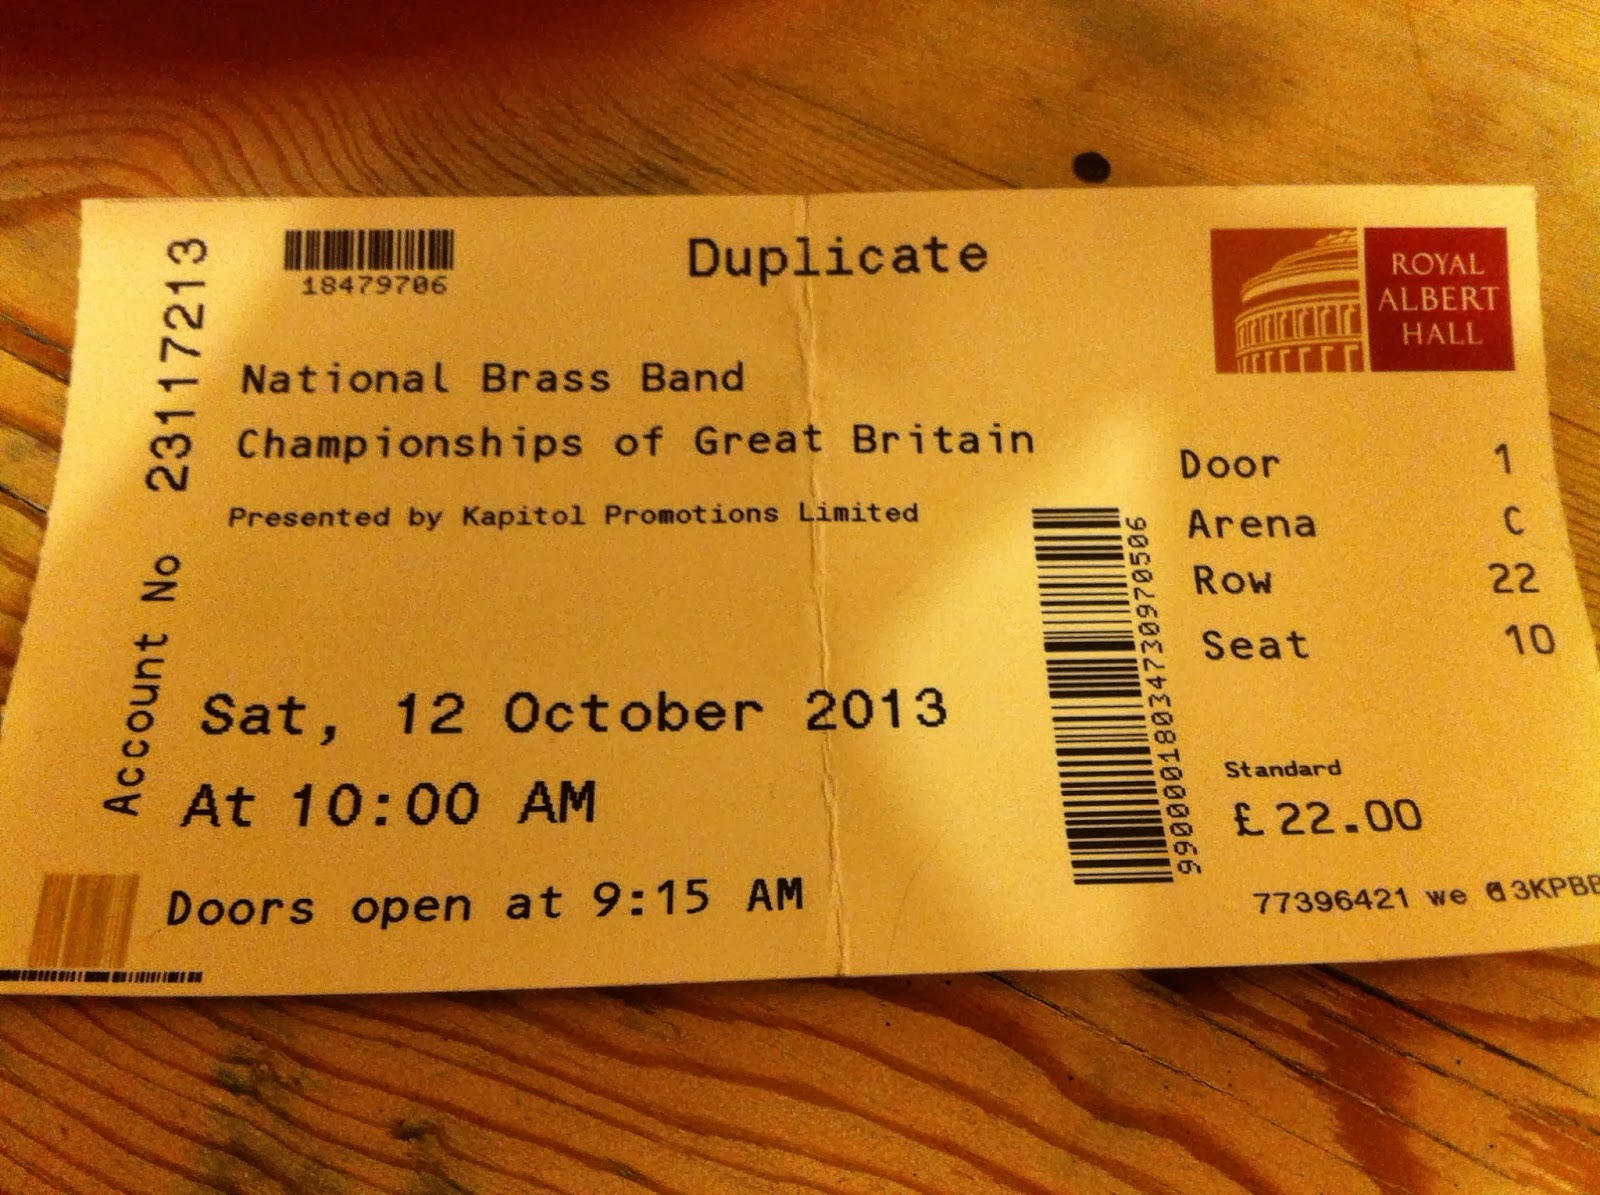 Account No 23117213
18479706
Duplicate
ROYAL
ALBERT
HALL
National Brass Band
Championships of Great Britain
Presented by Kapitol Promotions Limited
Sat, 12 October 2013
At 10:00 AM
Doors open at 9:15 AM
Door 1
Arena C
Row 22
Seat 10
Standard
£ 22.00
77396421 we